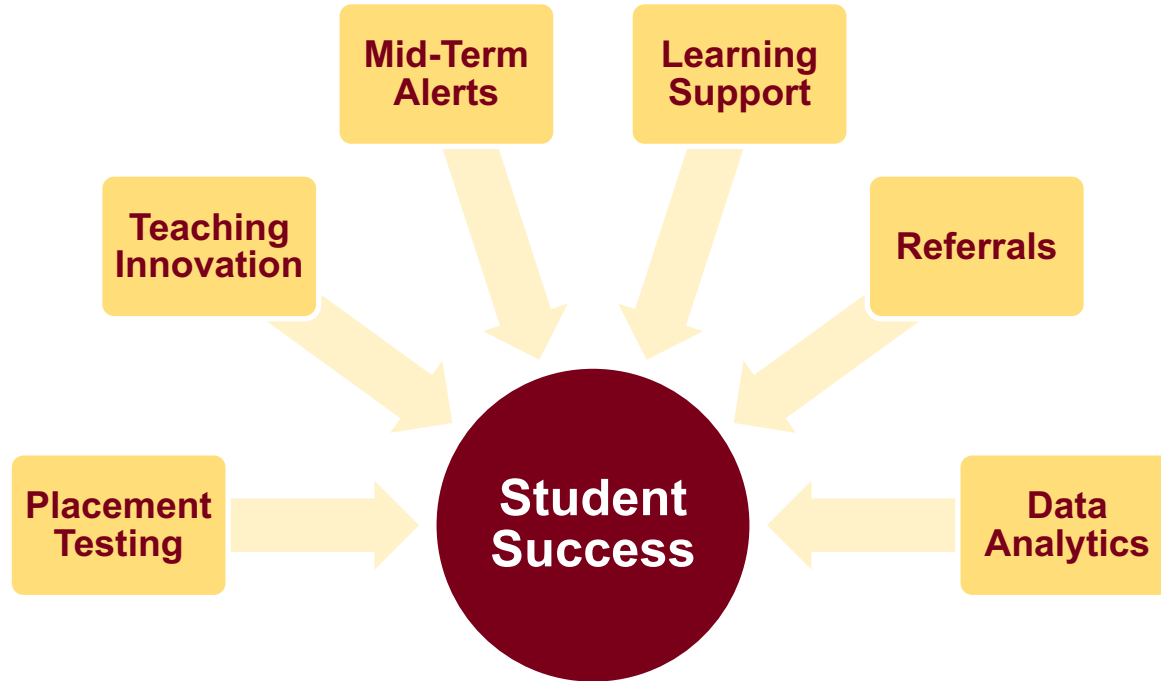 Mid-Term
Alerts
Learning
Support
Teaching
Innovation
Referrals
Placement
Testing
Student
Success
Data
Analytics